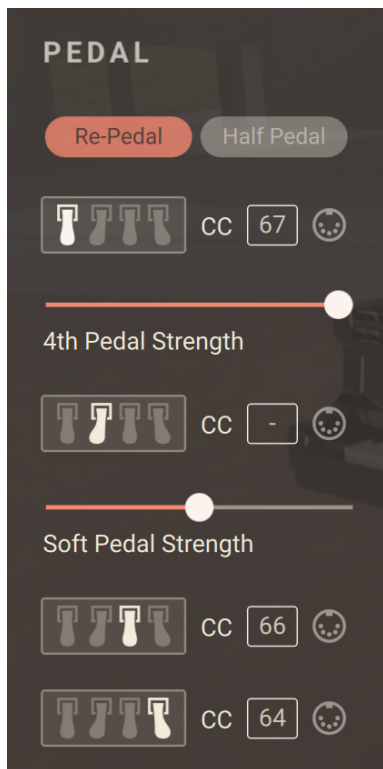 PEDAL
Re-Pedal Half Pedal
CC 67
4th Pedal Strength
CC -
Soft Pedal Strength
CC 66
CC 64